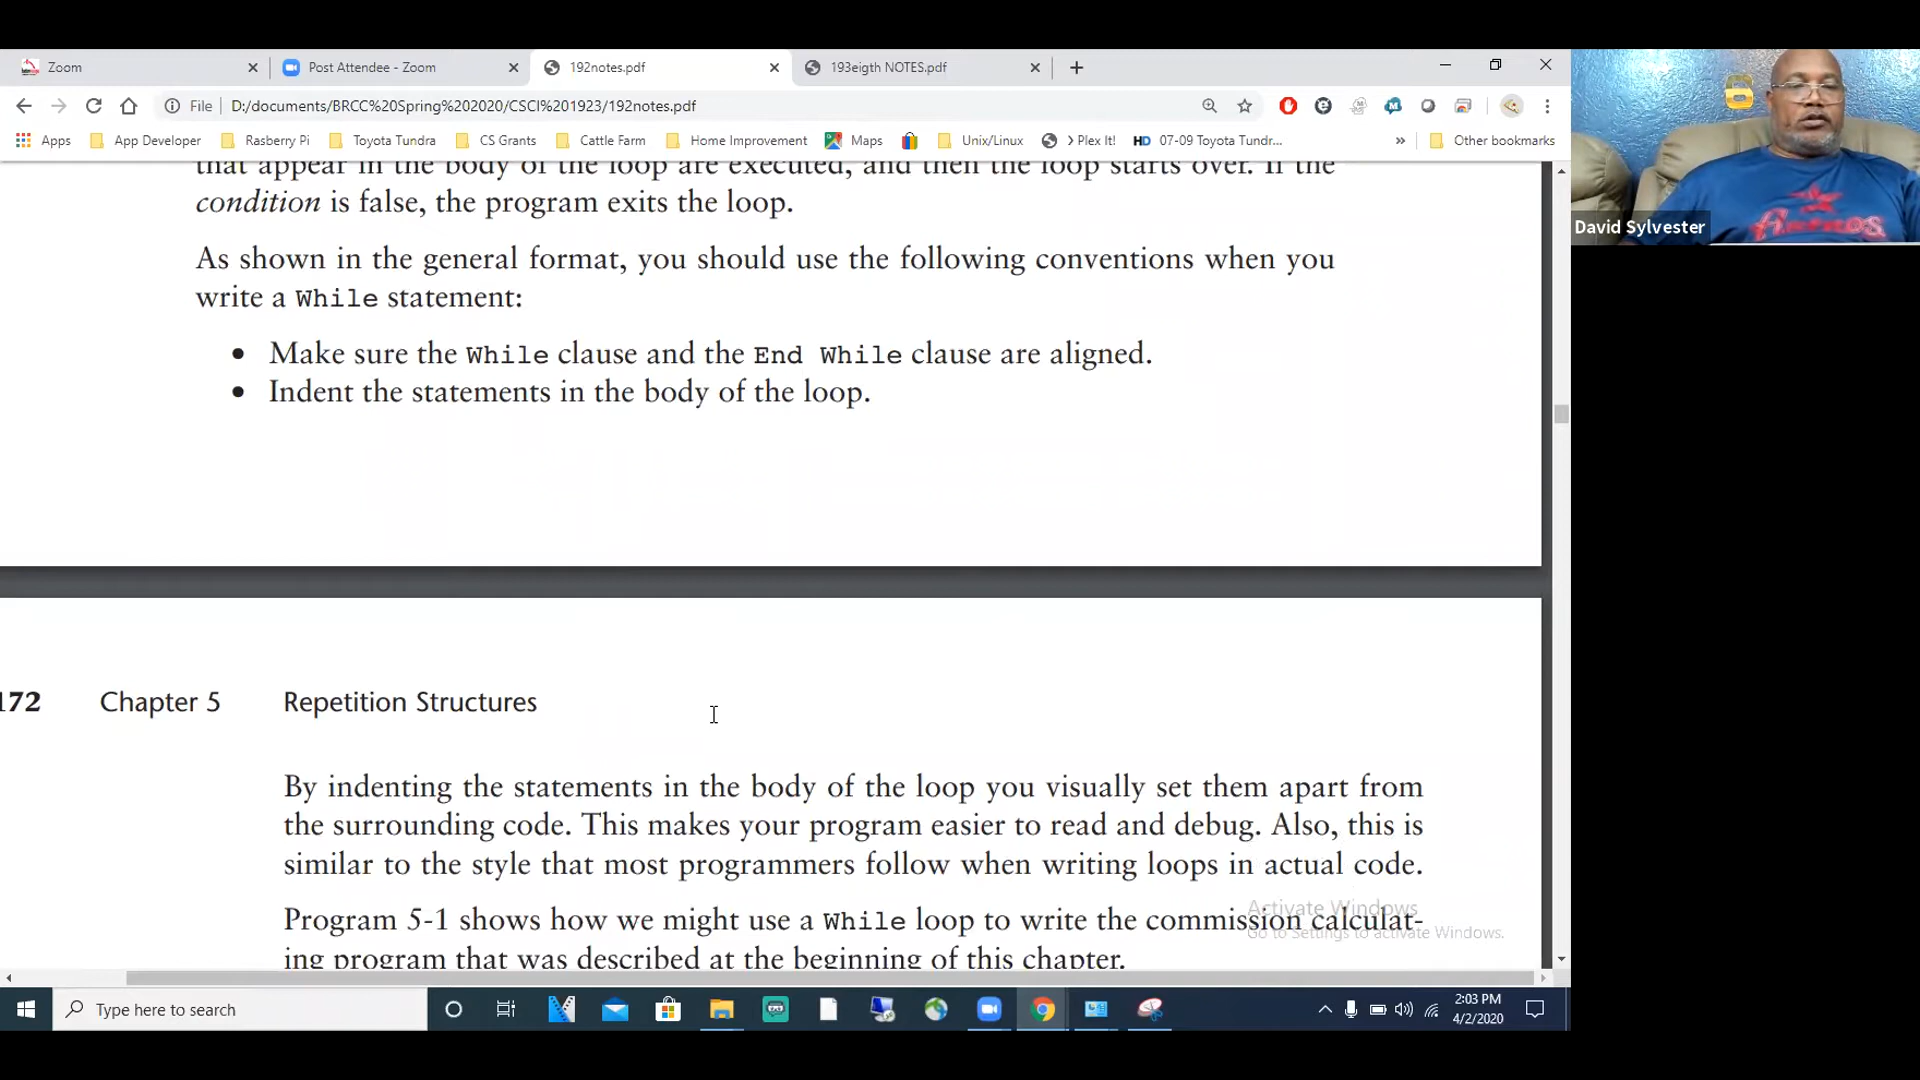 Zoom
Post Attendee - Zoom
192notes.pdf
193eigth NOTES.pdf
File
D:/documents/BRCC%20Spring%202020/CSCI%201923/192notes.pdf
Apps
App Developer
Rasberry Pi
Toyota Tundra
CS Grants
Cattle Farm
Home Improvement
Maps
Unix/Linux
> Plex It!
HD 07-09 Toyota Tundr...
»
Other bookmarks
that appear in the body of the loop are executed, and then the loop starts over. If the
condition is false, the program exits the loop.
As shown in the general format, you should use the following conventions when you
write a While statement:
• Make sure the While clause and the End While clause are aligned.
• Indent the statements in the body of the loop.
172 Chapter 5 Repetition Structures
By indenting the statements in the body of the loop you visually set them apart from
the surrounding code. This makes your program easier to read and debug. Also, this is
similar to the style that most programmers follow when writing loops in actual code.
Program 5-1 shows how we might use a While loop to write the commission calculat-
ing program that was described at the beginning of this chapter.
Activate Windows
Go to Settings to activate Windows.
Type here to search
2:03 PM
4/2/2020
David Sylvester